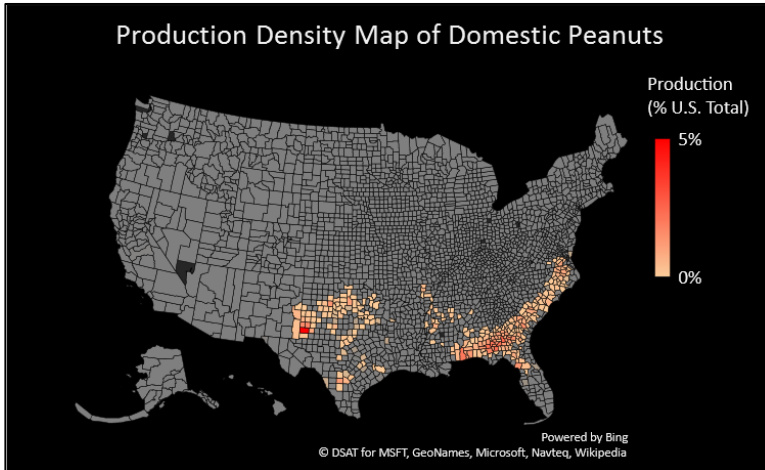 Production Density Map of Domestic Peanuts
Production
(% U.S. Total)
5%
0%
Powered by Bing
© DSAT for MSFT, GeoNames, Microsoft, Navteq, Wikipedia